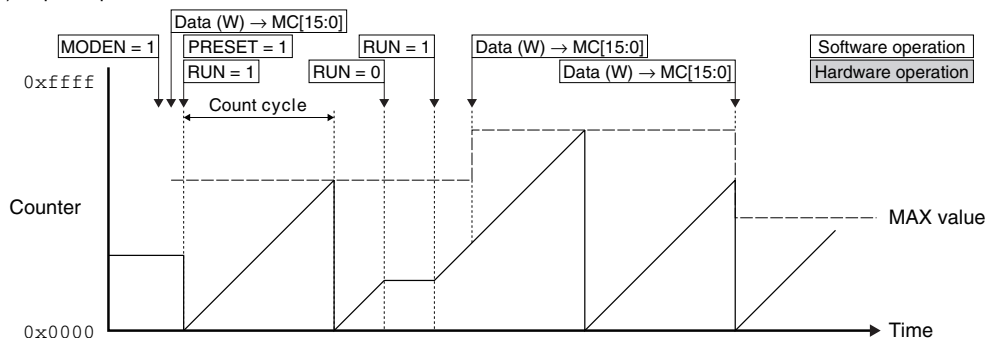 Data (W) → MC[15:0]
MODEN = 1
PRESET = 1
RUN = 1
Data (W) → MC[15:0]
Software operation
RUN = 1
RUN = 0
Data (W) → MC[15:0]
Hardware operation
0xffff
Count cycle
Counter
MAX value
0x0000
Time